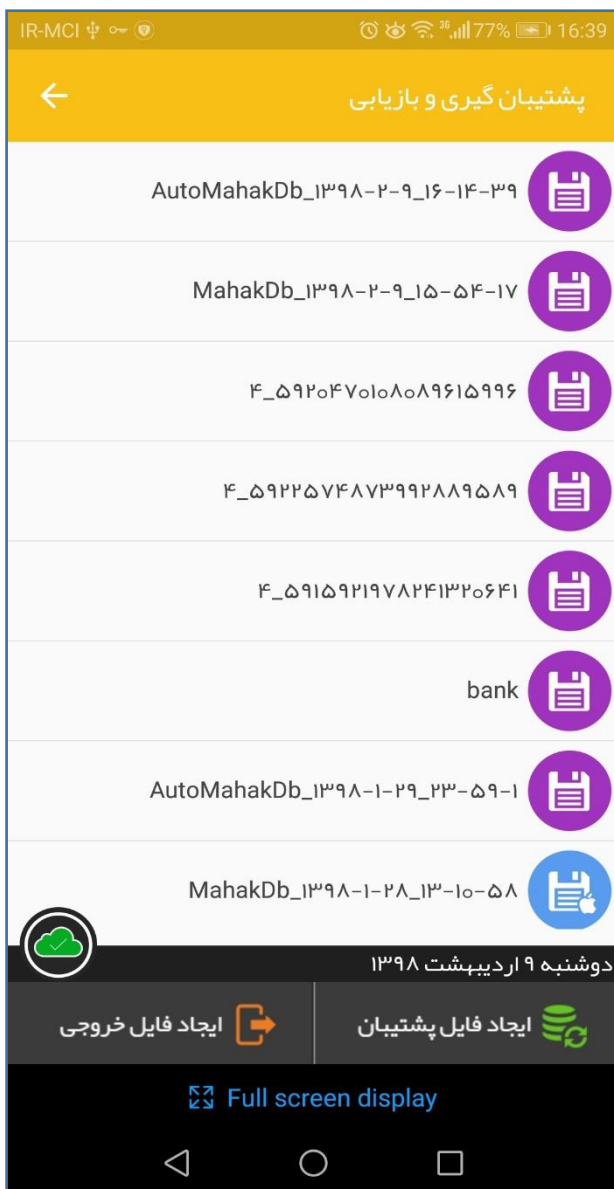 IR-MCI 3G 77% 16:39
پشتیبان گیری و بازیابی
AutoMahakDb_۱۳۹۸-۲-۹_۱۶-۱۴-۳۹
MahakDb_۱۳۹۸-۲-۹_۱۵-۵۴-۱۷
۴_۵۹۲۰۴۷۰۱۰۸۰۸۹۶۱۵۹۹۶
۴_۵۹۲۲۵۷۴۸۷۳۹۹۲۸۸۹۵۸۹
۴_۵۹۱۵۹۲۱۹۷۸۲۴۱۳۲۰۶۴۱
bank
AutoMahakDb_۱۳۹۸-۱-۲۹_۲۳-۵۹-۱
MahakDb_۱۳۹۸-۱-۲۸_۱۳-۱۰-۵۸
دوشنبه ۹ اردیبهشت ۱۳۹۸
ایجاد فایل پشتیبان
ایجاد فایل خروجی
Full screen display